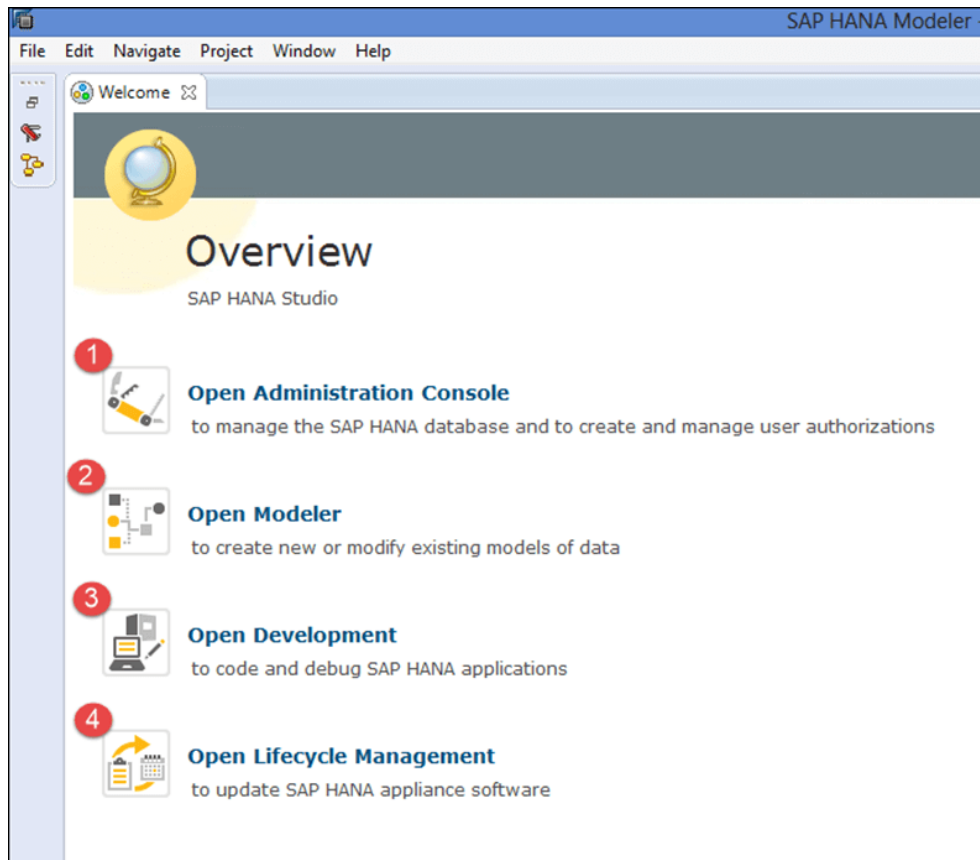 SAP HANA Modeler -
File Edit Navigate Project Window Help
Welcome
Overview
SAP HANA Studio
1
Open Administration Console
to manage the SAP HANA database and to create and manage user authorizations
2
Open Modeler
to create new or modify existing models of data
3
Open Development
to code and debug SAP HANA applications
4
Open Lifecycle Management
to update SAP HANA appliance software